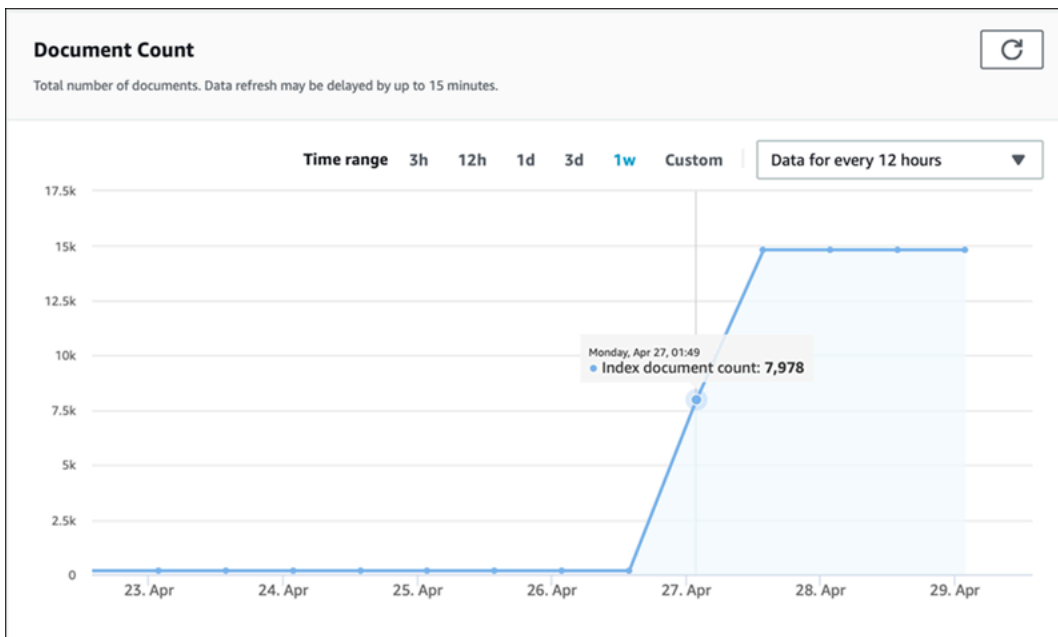 Document Count
Total number of documents. Data refresh may be delayed by up to 15 minutes.
Time range 3h 12h 1d 3d 1w Custom Data for every 12 hours
17.5k
15k
12.5k
10k
Monday, Apr 27, 01:49
Index document count: 7,978
7.5k
5k
2.5k
0
23. Apr 24. Apr 25. Apr 26. Apr 27. Apr 28. Apr 29. Apr